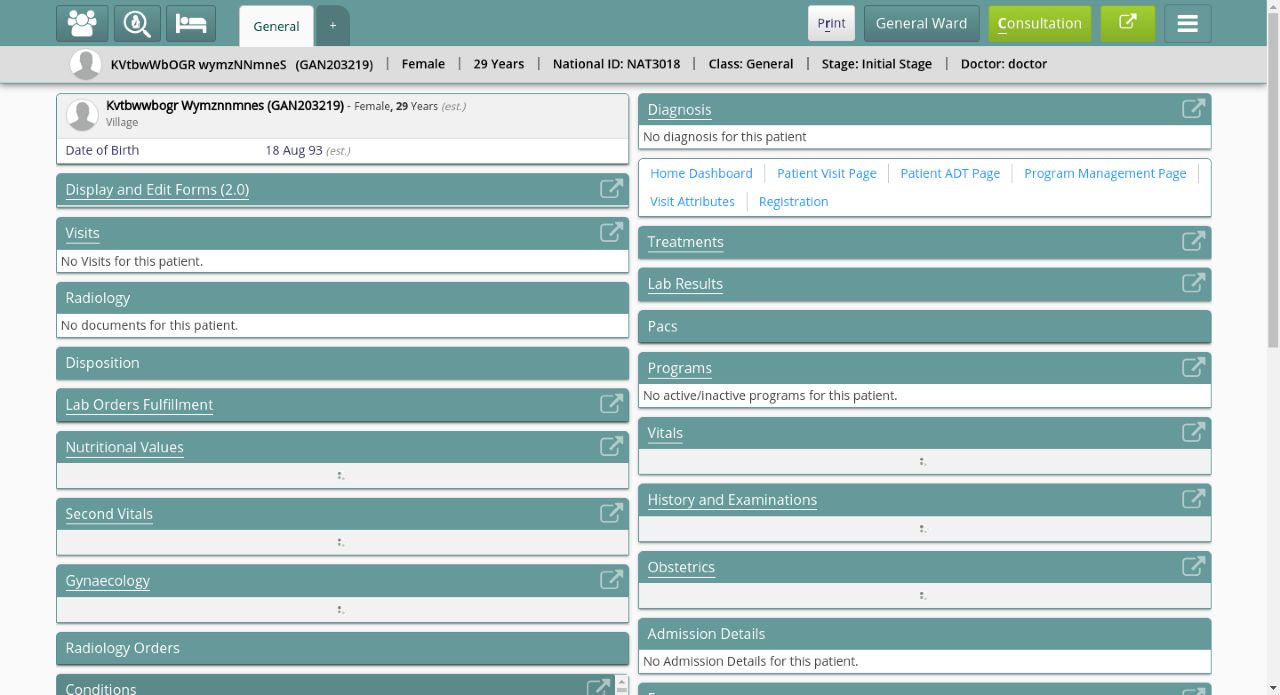 General
+
Print
General Ward
Consultation
KVtbwWbOGR wymzNNmneS (GAN203219) | Female | 29 Years | National ID: NAT3018 | Class: General | Stage: Initial Stage | Doctor: doctor
Kvtbwwbogr Wymznnmnes (GAN203219) - Female, 29 Years (est.)
Village
Date of Birth 18 Aug 93 (est.)
Display and Edit Forms (2.0)
Visits
No Visits for this patient.
Radiology
No documents for this patient.
Disposition
Lab Orders Fulfillment
Nutritional Values
Second Vitals
Gynaecology
Radiology Orders
Conditions
Diagnosis
No diagnosis for this patient
Home Dashboard | Patient Visit Page | Patient ADT Page | Program Management Page |
Visit Attributes | Registration
Treatments
Lab Results
Pacs
Programs
No active/inactive programs for this patient.
Vitals
History and Examinations
Obstetrics
Admission Details
No Admission Details for this patient.